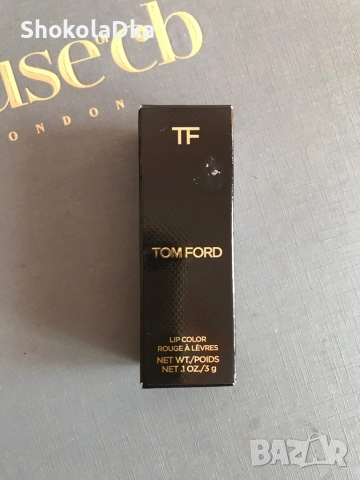 ShokolaDka
use cb
LONDON
TF
TOM FORD
LIP COLOR
ROUGE À LÈVRES
NET WT./POIDS
NET .1 OZ./3 g
BAZAR